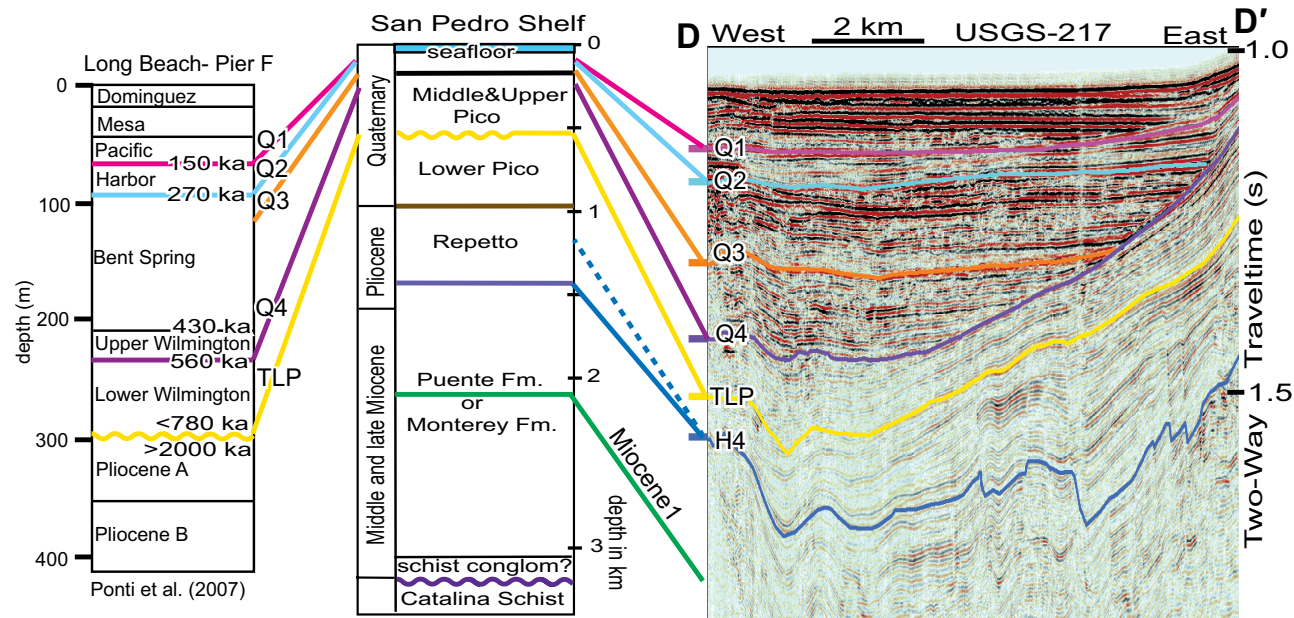 Long Beach- Pier F
0
100
200
300
400
depth (m)
Dominguez
Mesa
Pacific
150 ka
Harbor
270 ka
Bent Spring
430 ka
Upper Wilmington
560 ka
Lower Wilmington
<780 ka
>2000 ka
Pliocene A
Pliocene B
Ponti et al. (2007)
Q1
Q2
Q3
Q4
TLP
San Pedro Shelf
Quaternary
Pliocene
Middle and late Miocene
seafloor
Middle&Upper
Pico
Lower Pico
Repetto
Puente Fm.
or
Monterey Fm.
schist conglom?
Catalina Schist
0
1
2
3
depth in km
Miocene1
D West 2 km USGS-217 East D'
Q1
Q2
Q3
Q4
TLP
H4
1.0
1.5
Two-Way Traveltime (s)